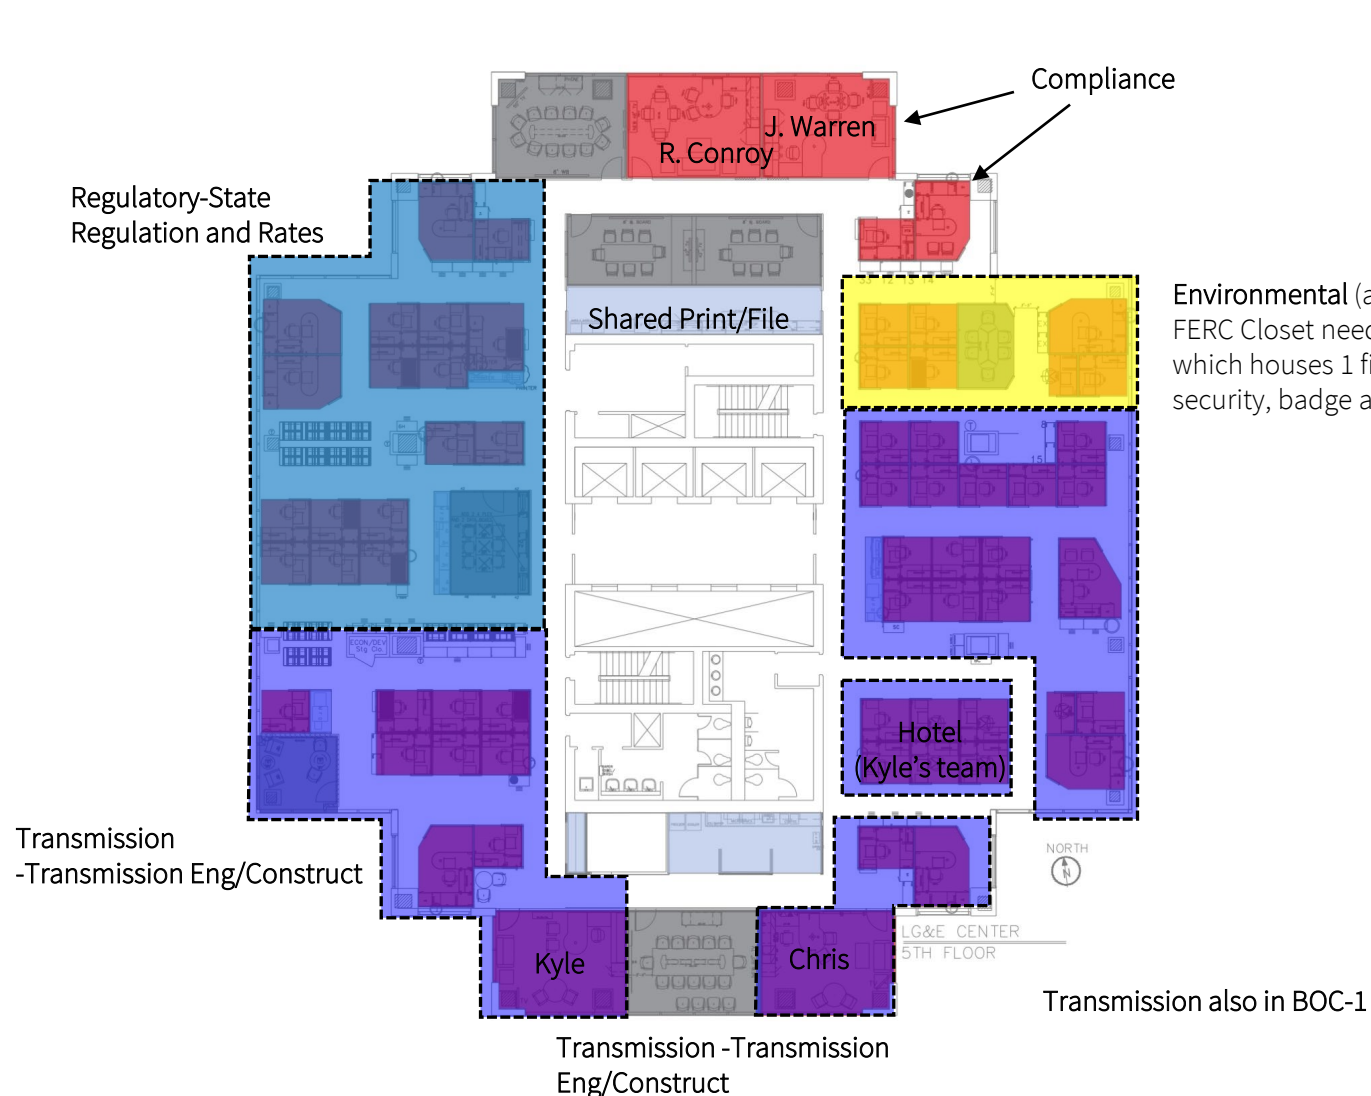 Compliance
J. Warren
R. Conroy
Regulatory-State
Regulation and Rates
Shared Print/File
Environmental (a
FERC Closet need
which houses 1 fi
security, badge a
ECON/DEV
Hotel
(Kyle’s team)
Transmission
-Transmission Eng/Construct
NORTH
N
LG&E CENTER
5TH FLOOR
Kyle
Chris
Transmission also in BOC-1
Transmission -Transmission
Eng/Construct